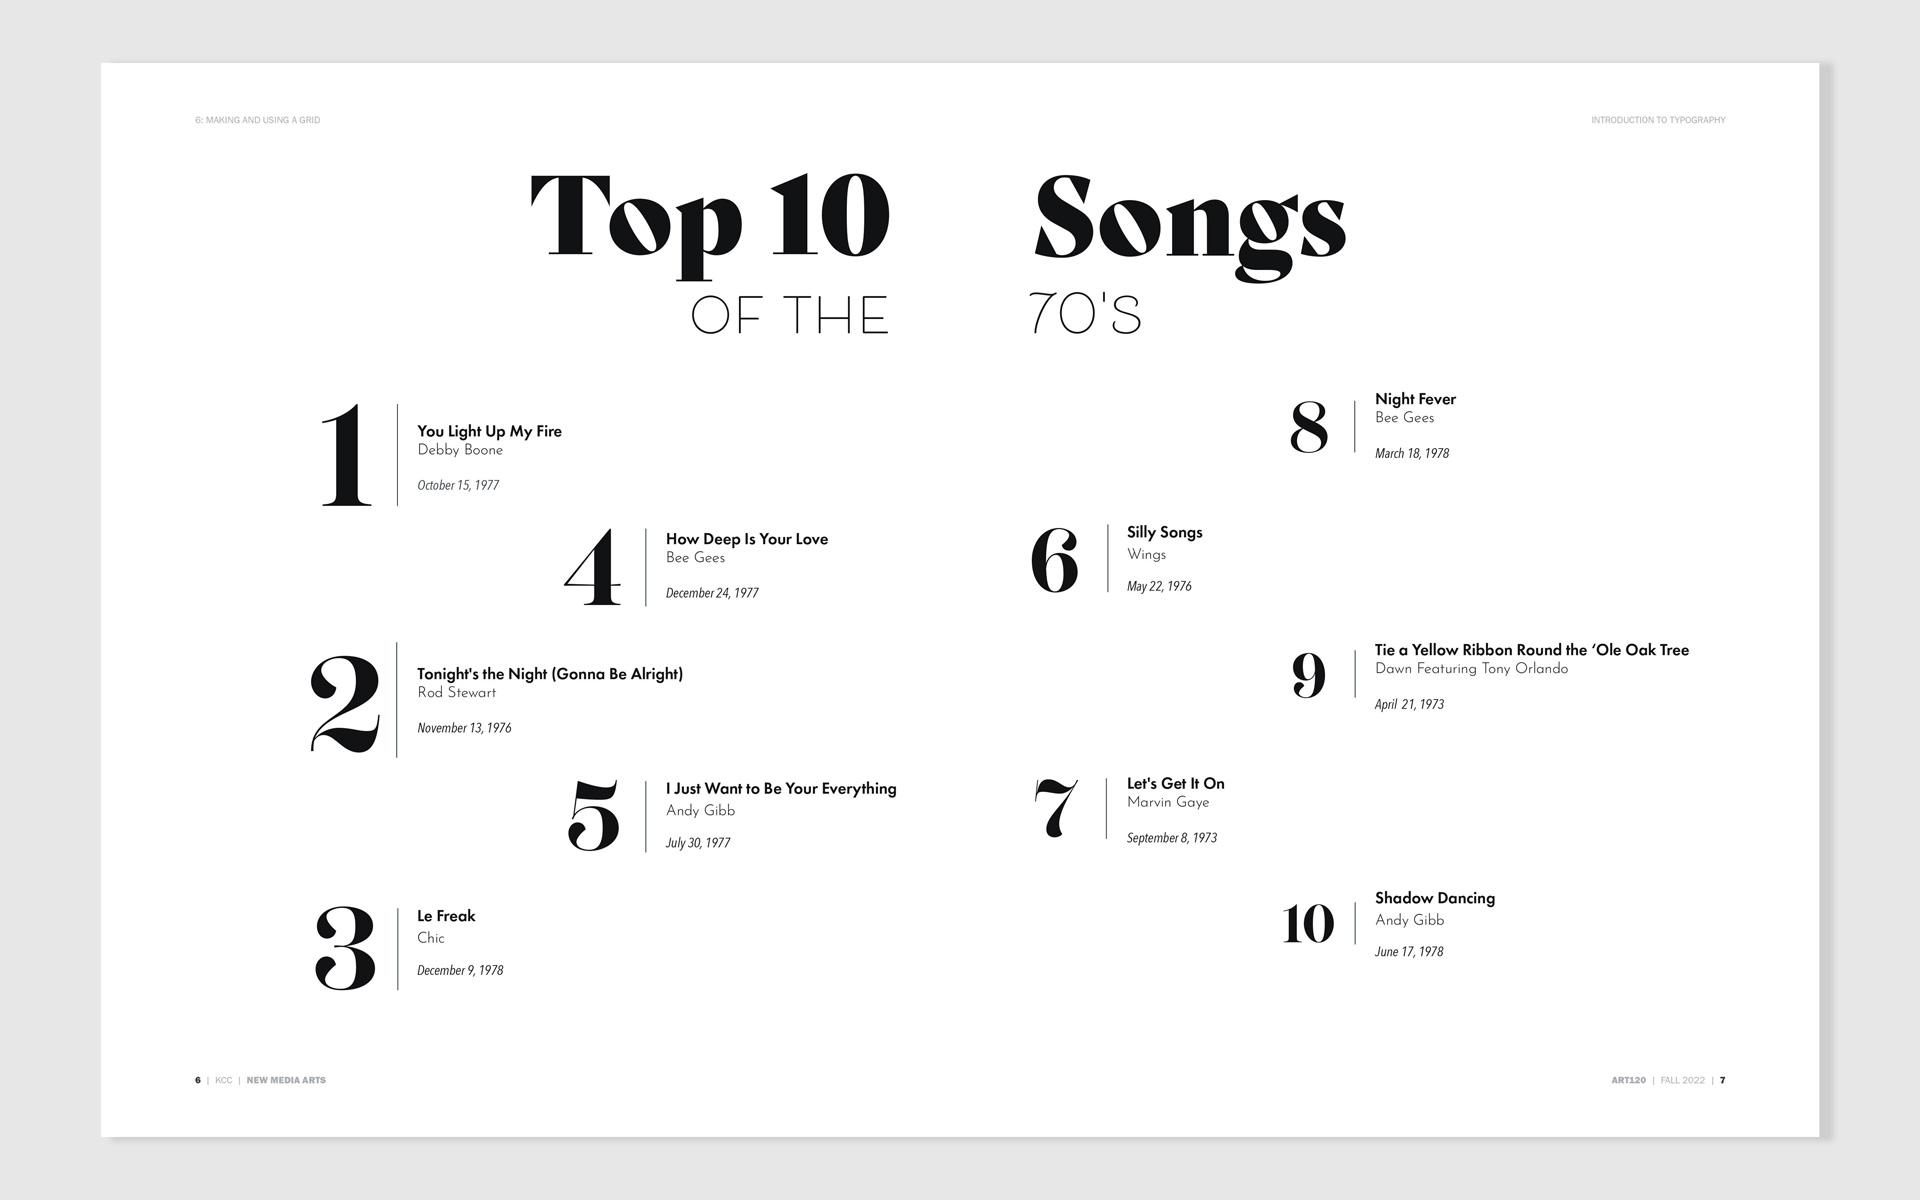 6: MAKING AND USING A GRID
INTRODUCTION TO TYPOGRAPHY
Top 10 Songs
OF THE 70'S
1
You Light Up My Fire
Debby Boone
October 15, 1977
2
Tonight's the Night (Gonna Be Alright)
Rod Stewart
November 13, 1976
3
Le Freak
Chic
December 9, 1978
4
How Deep Is Your Love
Bee Gees
December 24, 1977
5
I Just Want to Be Your Everything
Andy Gibb
July 30, 1977
6
Silly Songs
Wings
May 22, 1976
7
Let's Get It On
Marvin Gaye
September 8, 1973
8
Night Fever
Bee Gees
March 18, 1978
9
Tie a Yellow Ribbon Round the ‘Ole Oak Tree
Dawn Featuring Tony Orlando
April 21, 1973
10
Shadow Dancing
Andy Gibb
June 17, 1978
6 | KCC | NEW MEDIA ARTS
ART120 | FALL 2022 | 7